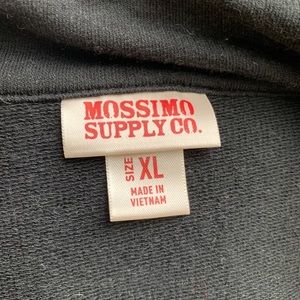 MOSSIMO
SUPPLY CO.
SIZE XL
MADE IN
VIETNAM